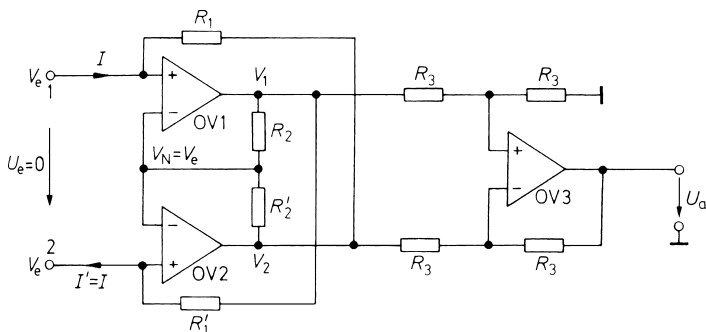 R1
Ve 1
I
+
−
OV1
V1
R2
R3
R3
VN=Ve
Ue=0
R2'
+
−
OV3
Ua
2
Ve
I'=I
−
+
OV2
V2
R3
R3
R1'